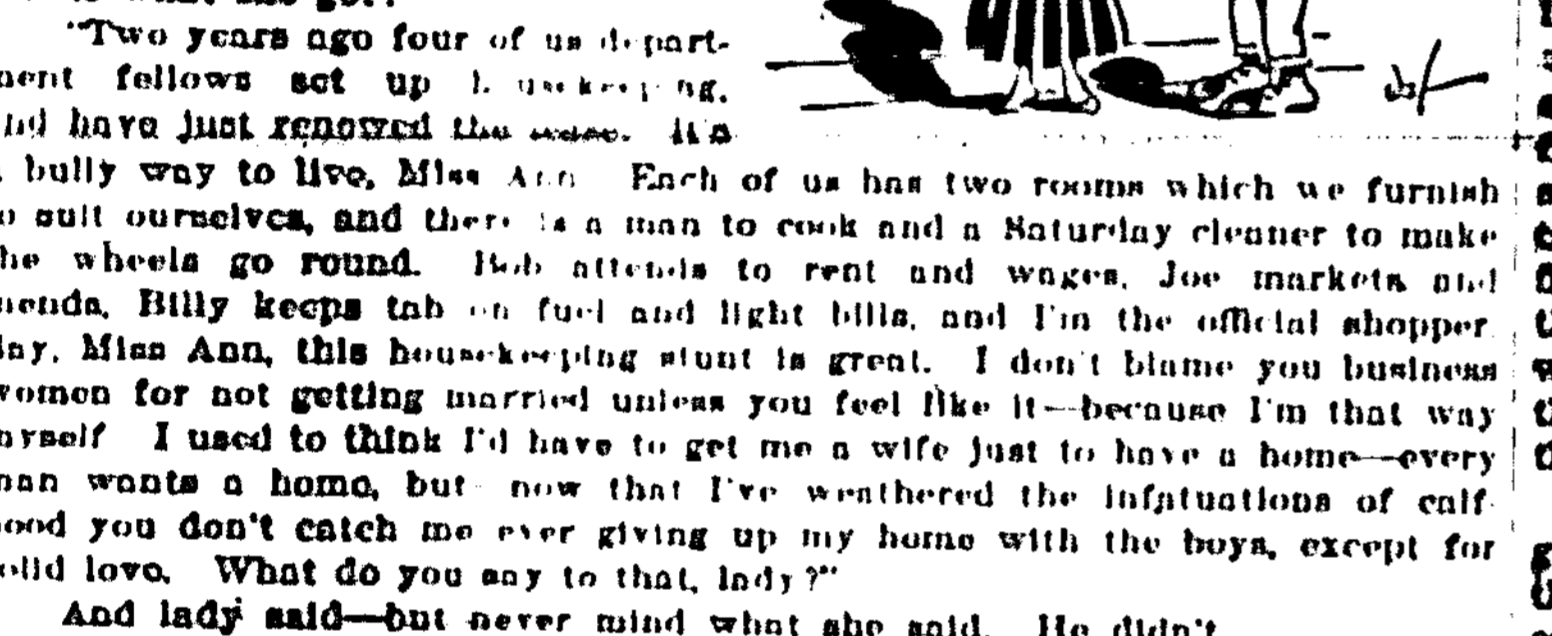 "Two years ago four of us depart-
ment fellows set up housekeeping,
and have just renewed the lease. It's
a bully way to live, Miss Ann. Each of us has two rooms which we furnish
to suit ourselves, and there is a man to cook and a Saturday cleaner to make
the wheels go round. Bob attends to rent and wages, Joe markets and
mends, Billy keeps tab on fuel and light bills, and I'm the official shopper.
Say, Miss Ann, this housekeeping stunt is great. I don't blame you business
women for not getting married unless you feel like it—because I'm that way
myself I used to think I'd have to get me a wife just to have a home—every
man wants a home, but now that I've weathered the infatuations of calf-
hood you don't catch me ever giving up my home with the boys, except for
solid love. What do you say to that, lady?"
And lady said—but never mind what she said. He didn't